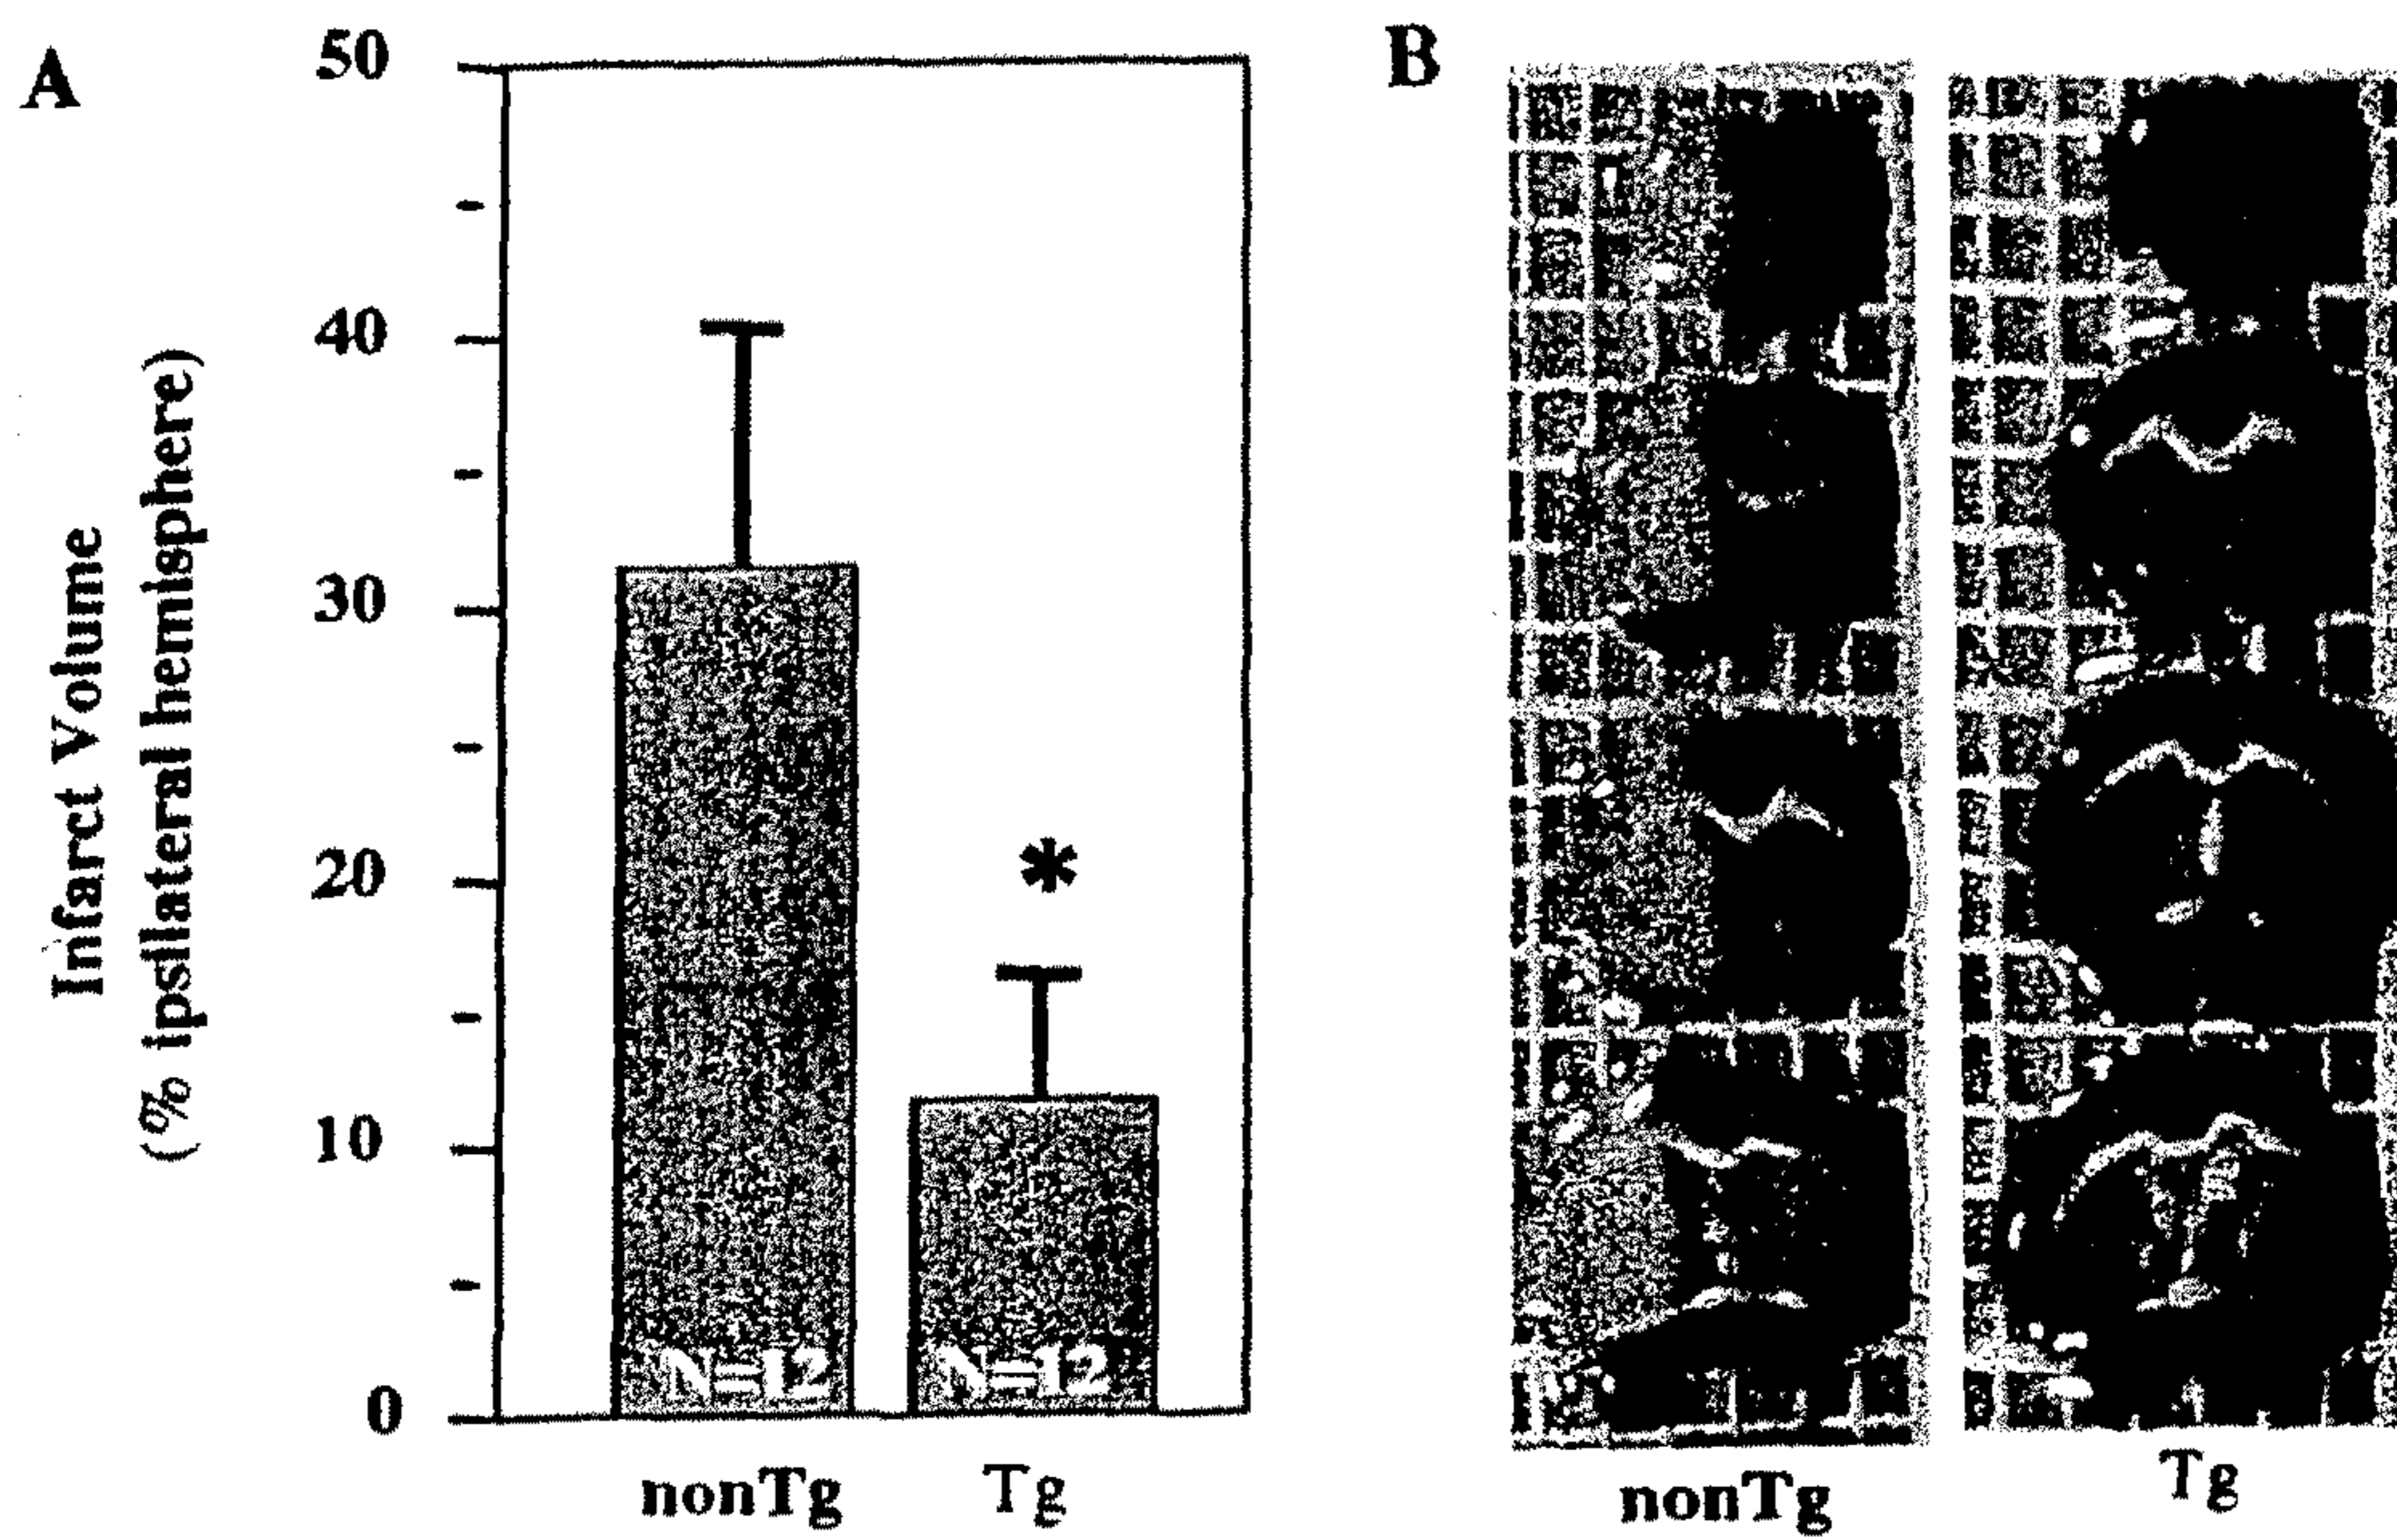 A
50
40
30
20
10
0
Infarct Volume
(% ipsilateral hemisphere)
*
N=12
N=12
nonTg
Tg
B
nonTg
Tg